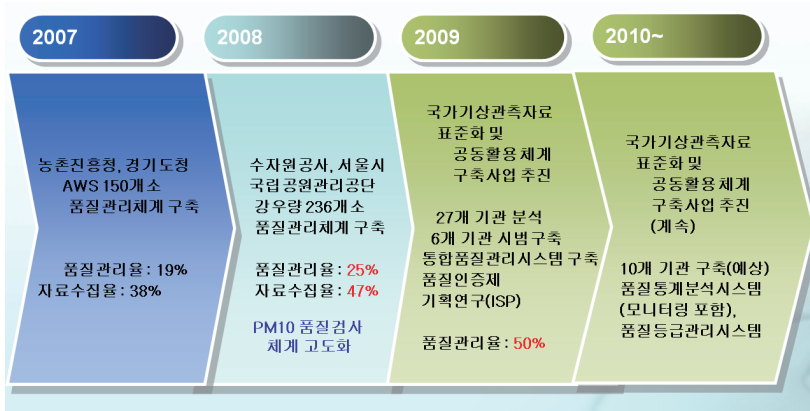 2007
농촌진흥청, 경기도청
AWS 150개소
품질관리체계 구축
품질관리율 : 19%
자료수집율 : 38%
2008
수자원공사, 서울시
국립공원관리공단
강우량 236개소
품질관리체계 구축
품질관리율 : 25%
자료수집율 : 47%
PM10 품질검사
체계 고도화
2009
국가기상관측자료
표준화 및
공동활용체계
구축사업 추진
27개 기관 분석
6개 기관 시범구축
통합품질관리시스템 구축
품질인증제
기획연구(ISP)
품질관리율 : 50%
2010~
국가기상관측자료
표준화 및
공동활용체계
구축사업 추진
(계속)
10개 기관 구축(예상)
품질통계분석시스템
(모니터링 포함),
품질등급관리시스템